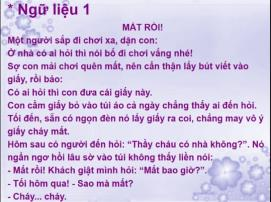 * Ngữ liệu 1
MẤT RỒI!
Một người sắp đi chơi xa, dặn con:
Ở nhà có ai hỏi thì nói bố đi chơi vắng nhé!
Sợ con mải chơi quên mất, nên cẩn thận lấy bút viết vào
giấy, rồi bảo:
Có ai hỏi thì con đưa cái giấy này.
Con cầm giấy bỏ vào túi áo cả ngày chẳng thấy ai đến hỏi.
Tối đến, sẵn có ngọn đèn nó lấy giấy ra coi, chẳng may vô ý
giấy cháy mất.
Hôm sau có người đến hỏi: "Thầy cháu có nhà không?". Nó
ngẩn ngơ hồi lâu sờ vào túi không thấy liền nói:
- Mất rồi! Khách giật mình hỏi: "Mất bao giờ?".
- Tối hôm qua! - Sao mà mất?
- Cháy... cháy.